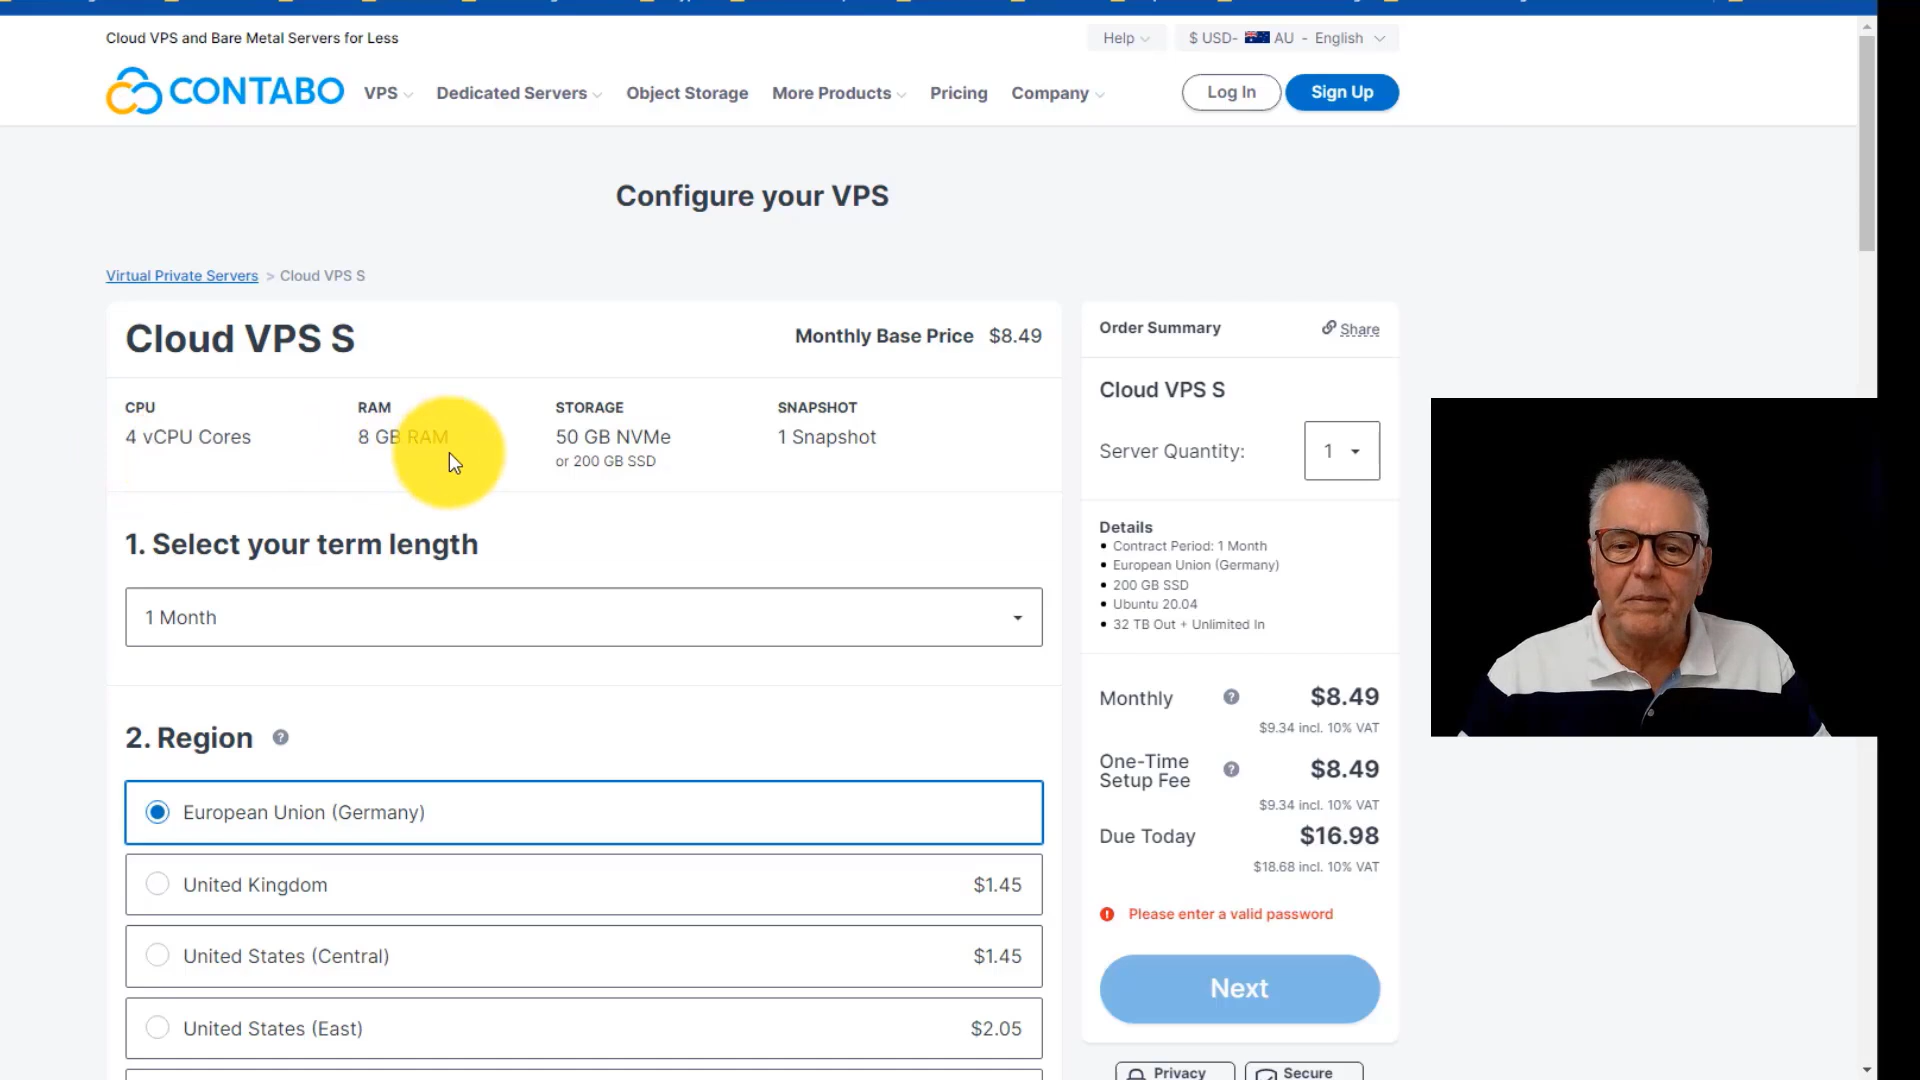 Cloud VPS and Bare Metal Servers for Less
Help
$ USD- AU - English
CONTABO
VPS
Dedicated Servers
Object Storage
More Products
Pricing
Company
Log In
Sign Up
Configure your VPS
Virtual Private Servers > Cloud VPS S
Cloud VPS S
Monthly Base Price $8.49
CPU
4 vCPU Cores
RAM
8 GB RAM
STORAGE
50 GB NVMe
or 200 GB SSD
SNAPSHOT
1 Snapshot
1. Select your term length
1 Month
2. Region
European Union (Germany)
United Kingdom $1.45
United States (Central) $1.45
United States (East) $2.05
Order Summary
Share
Cloud VPS S
Server Quantity: 1
Details
• Contract Period: 1 Month
• European Union (Germany)
• 200 GB SSD
• Ubuntu 20.04
• 32 TB Out + Unlimited In
Monthly $8.49
$9.34 incl. 10% VAT
One-Time
Setup Fee $8.49
$9.34 incl. 10% VAT
Due Today $16.98
$18.68 incl. 10% VAT
Please enter a valid password
Next
Privacy
Secure